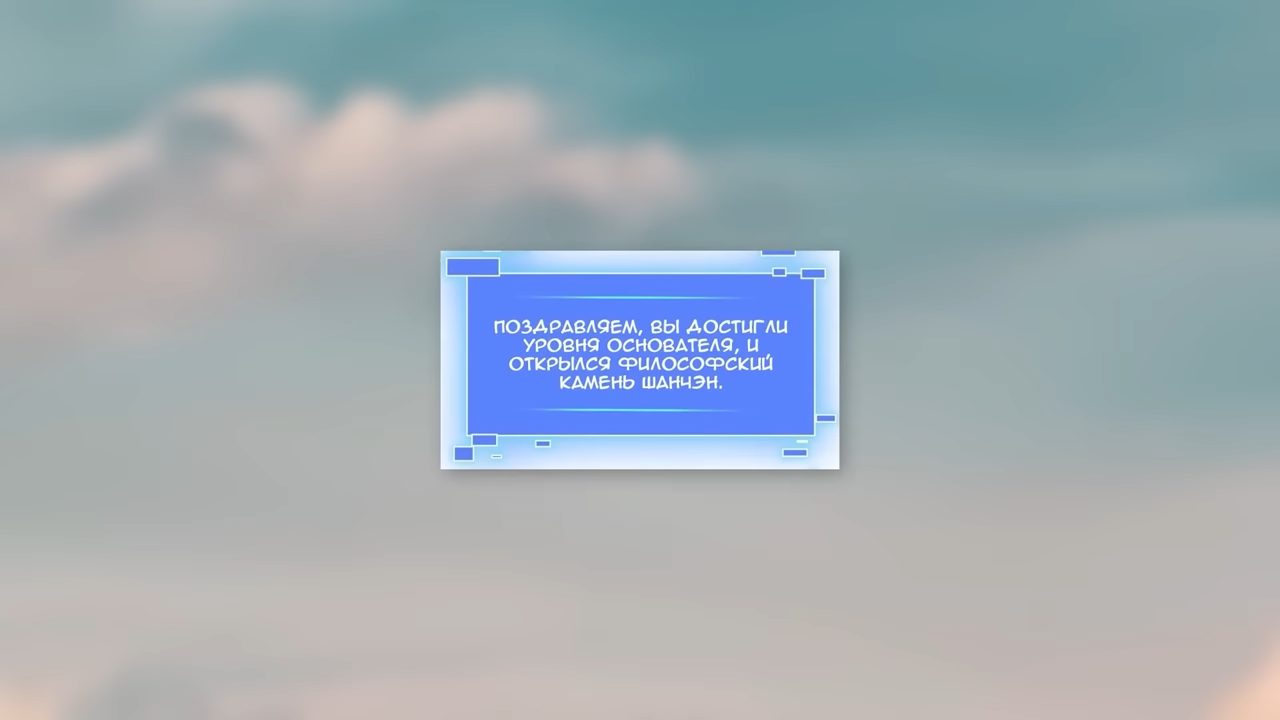 ПОЗДРАВЛЯЕМ, ВЫ ДОСТИГЛИ
УРОВНЯ ОСНОВАТЕЛЯ, И
ОТКРЫЛСЯ ФИЛОСОФСКИЙ
КАМЕНЬ ШАНЧЭН.